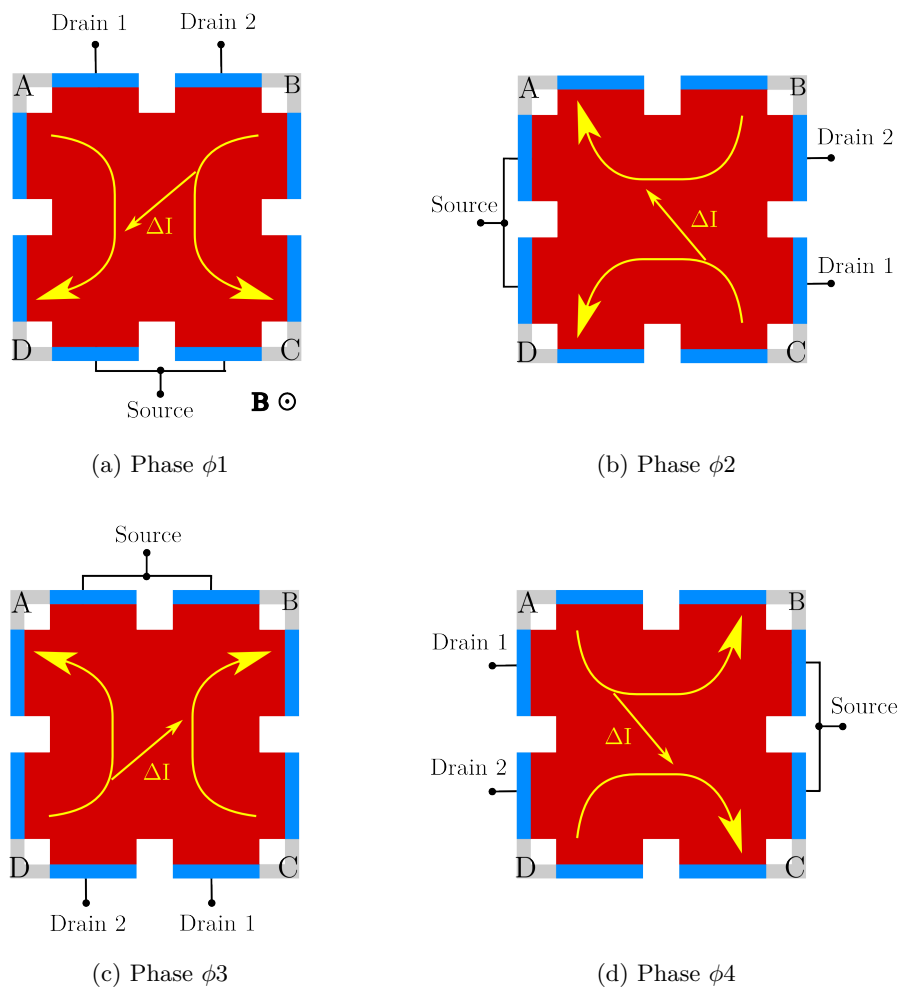 Drain 1 Drain 2
A B
ΔI
D C
Source
B ⊙
(a) Phase ϕ1
A B
Drain 2
Source
ΔI
Drain 1
D C
(b) Phase ϕ2
Source
A B
ΔI
D C
Drain 2 Drain 1
(c) Phase ϕ3
A B
Drain 1
Source
ΔI
Drain 2
D C
(d) Phase ϕ4